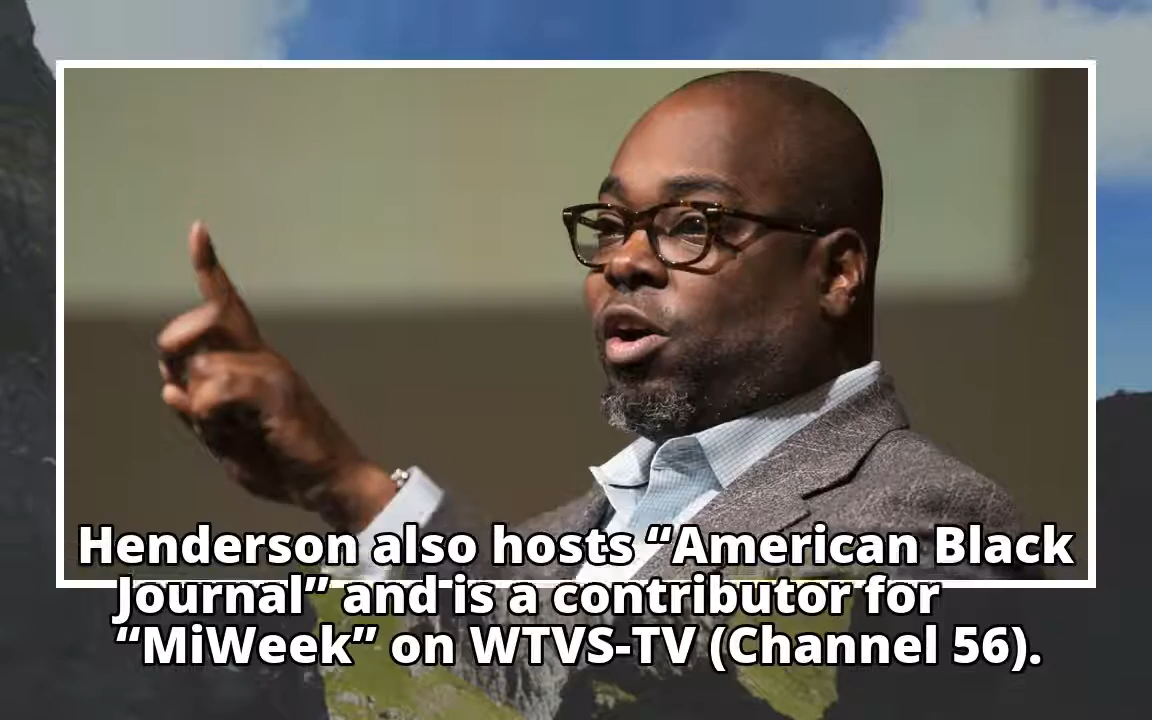 Henderson also hosts “American Black
Journal” and is a contributor for
“MiWeek” on WTVS-TV (Channel 56).